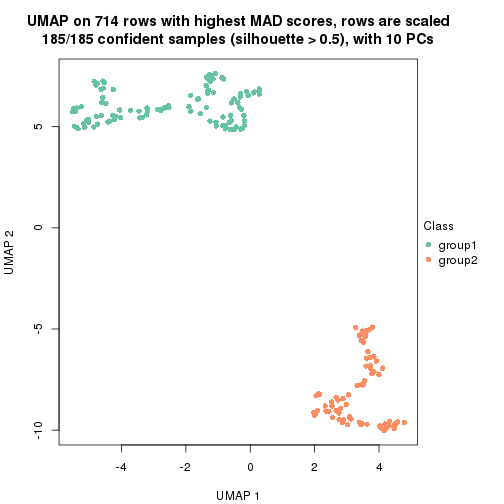 UMAP on 714 rows with highest MAD scores, rows are scaled
185/185 confident samples (silhouette > 0.5), with 10 PCs
5
0
-5
-10
UMAP 2
-4
-2
0
2
4
UMAP 1
Class
group1
group2